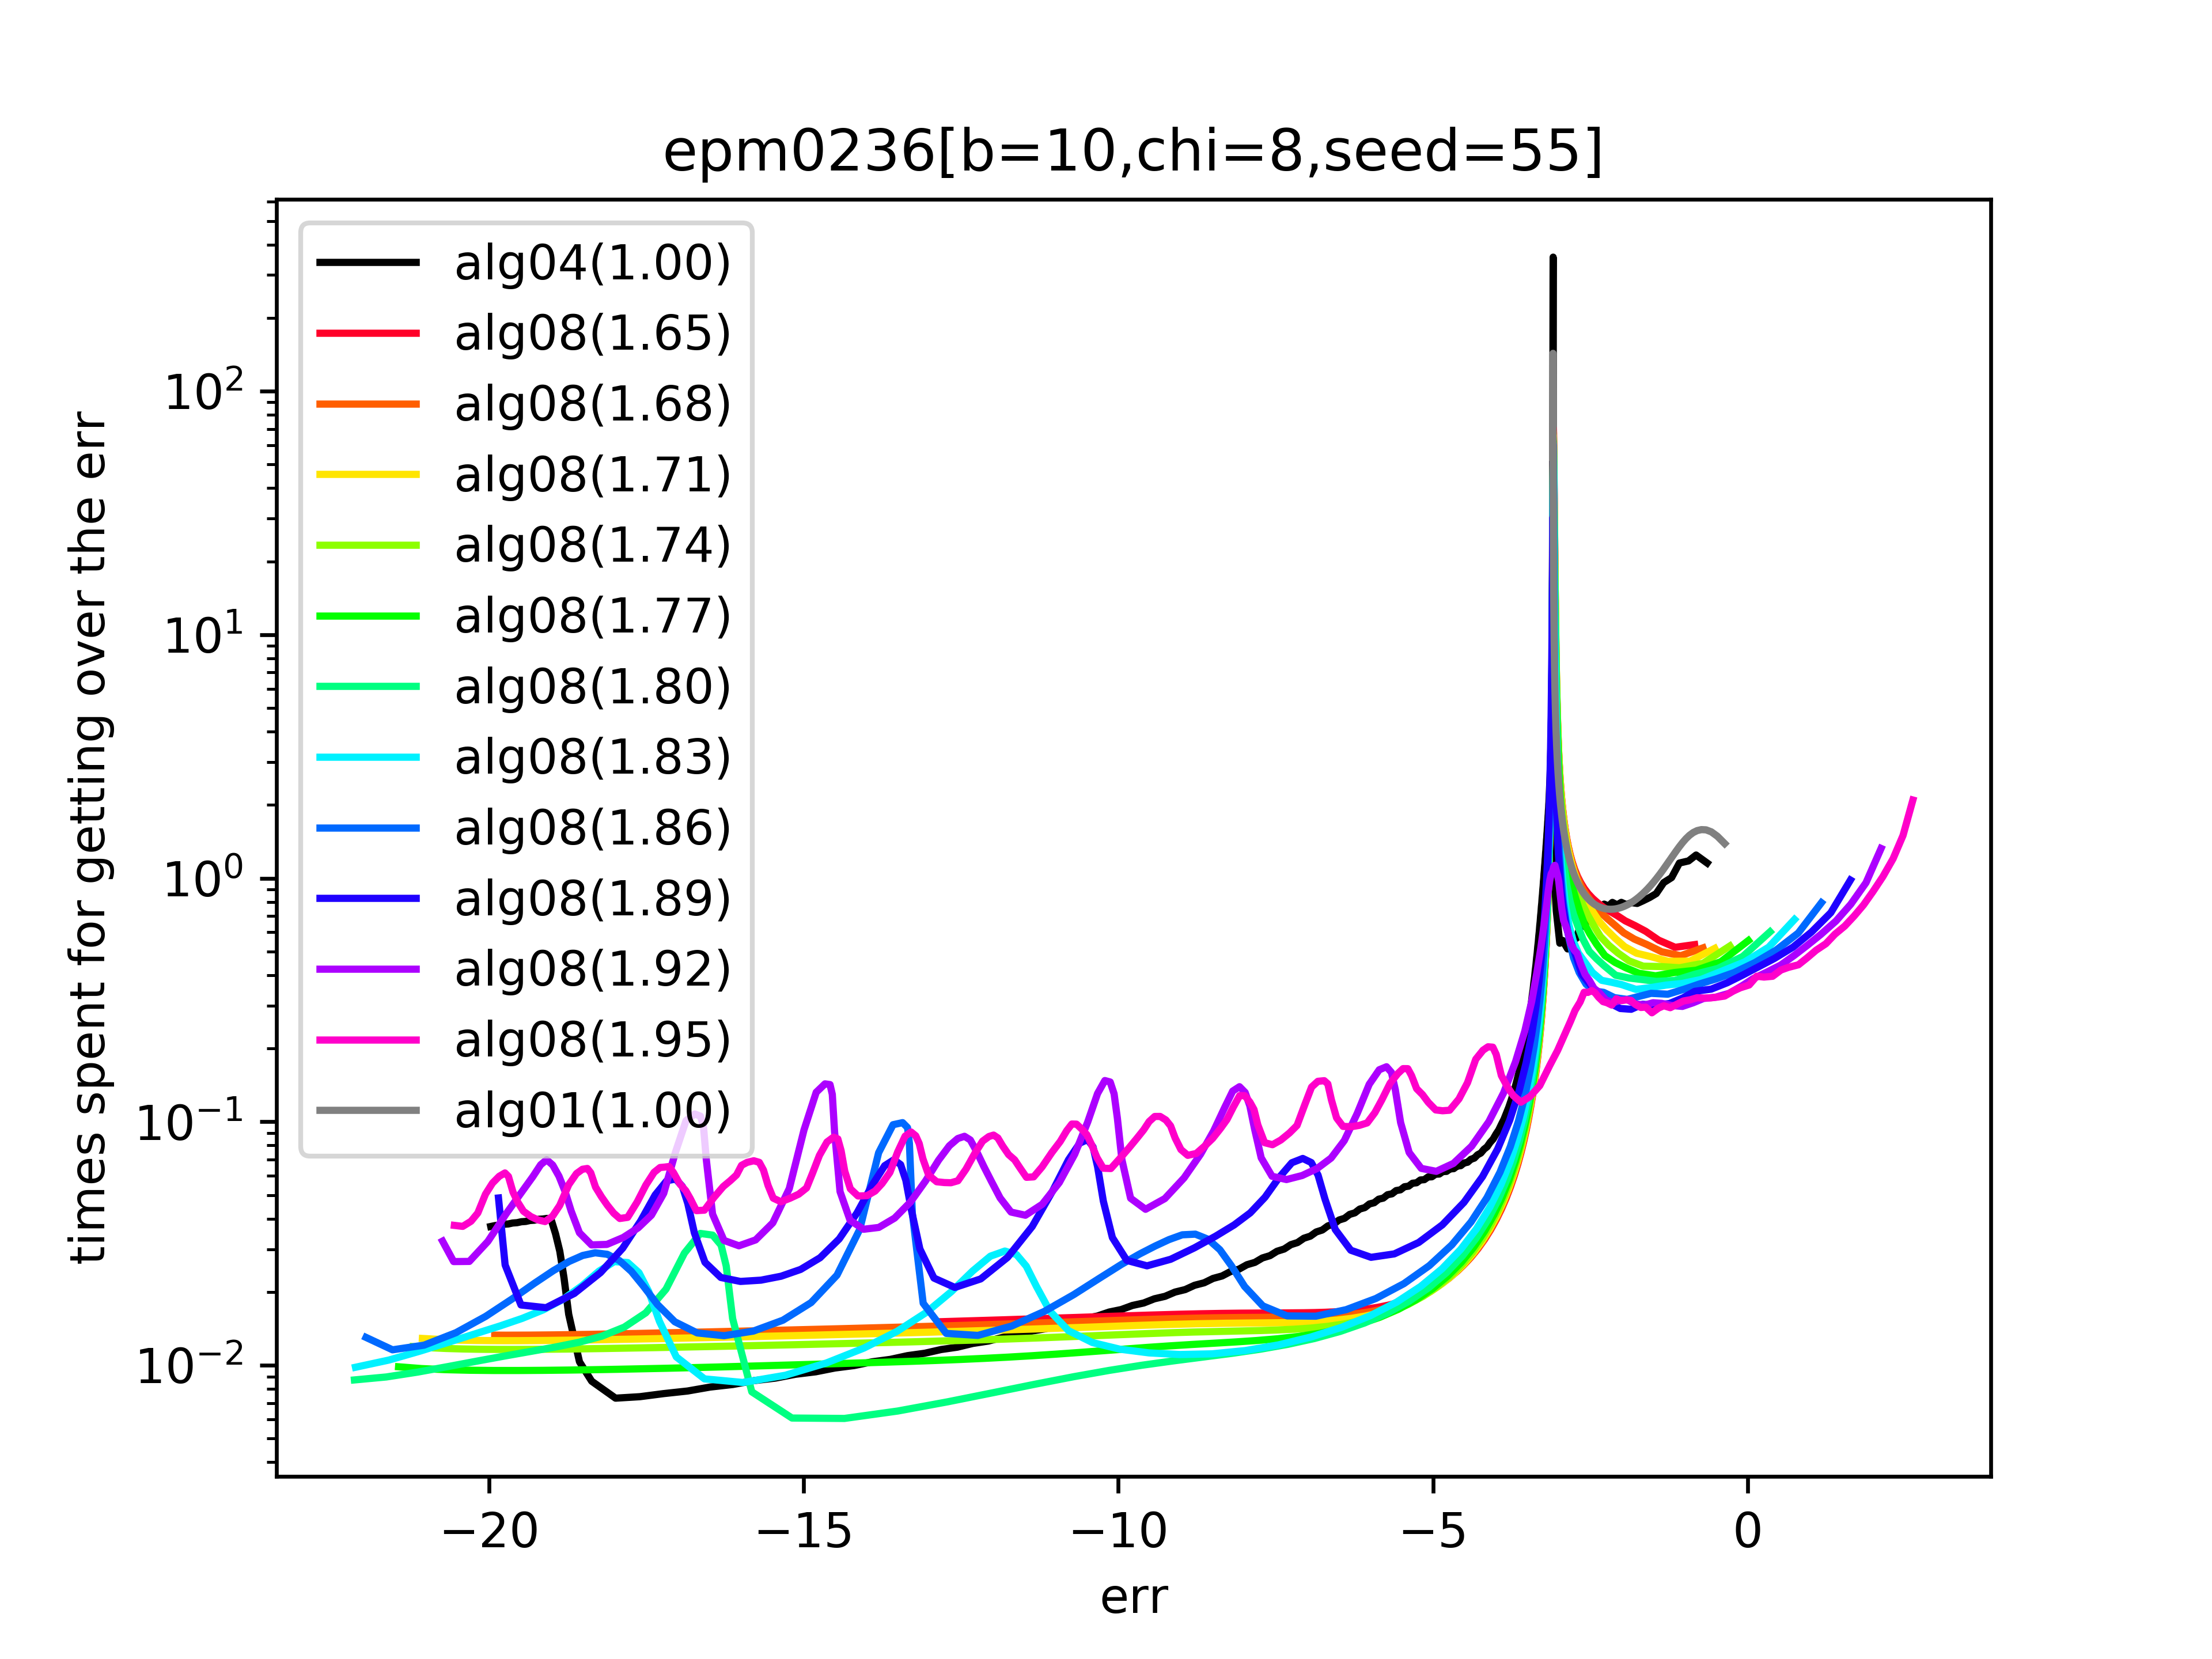 epm0236[b=10,chi=8,seed=55]
times spent for getting over the err
10²
10¹
10⁰
10⁻¹
10⁻²
alg04(1.00)
alg08(1.65)
alg08(1.68)
alg08(1.71)
alg08(1.74)
alg08(1.77)
alg08(1.80)
alg08(1.83)
alg08(1.86)
alg08(1.89)
alg08(1.92)
alg08(1.95)
alg01(1.00)
−20 −15 −10 −5 0
err